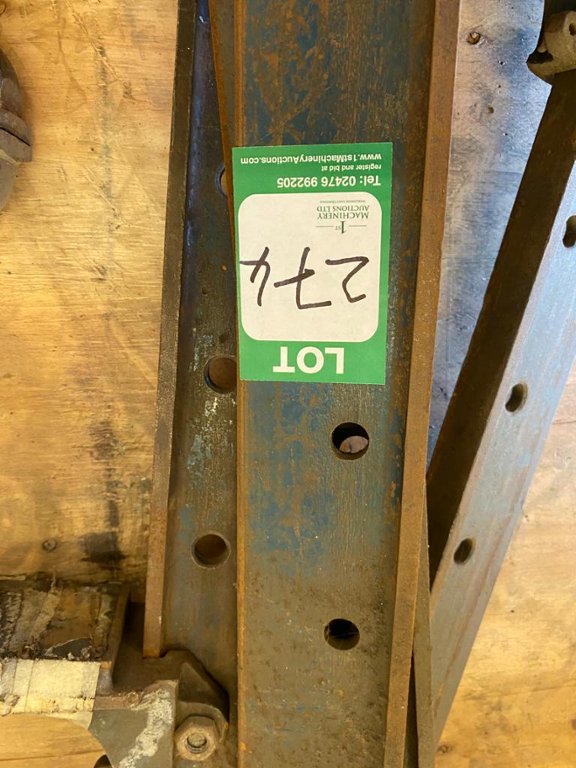 LOT
274
1ST
MACHINERY
AUCTIONS LTD
Tel: 02476 992205
register and bid at
www.1stMachineryAuctions.com